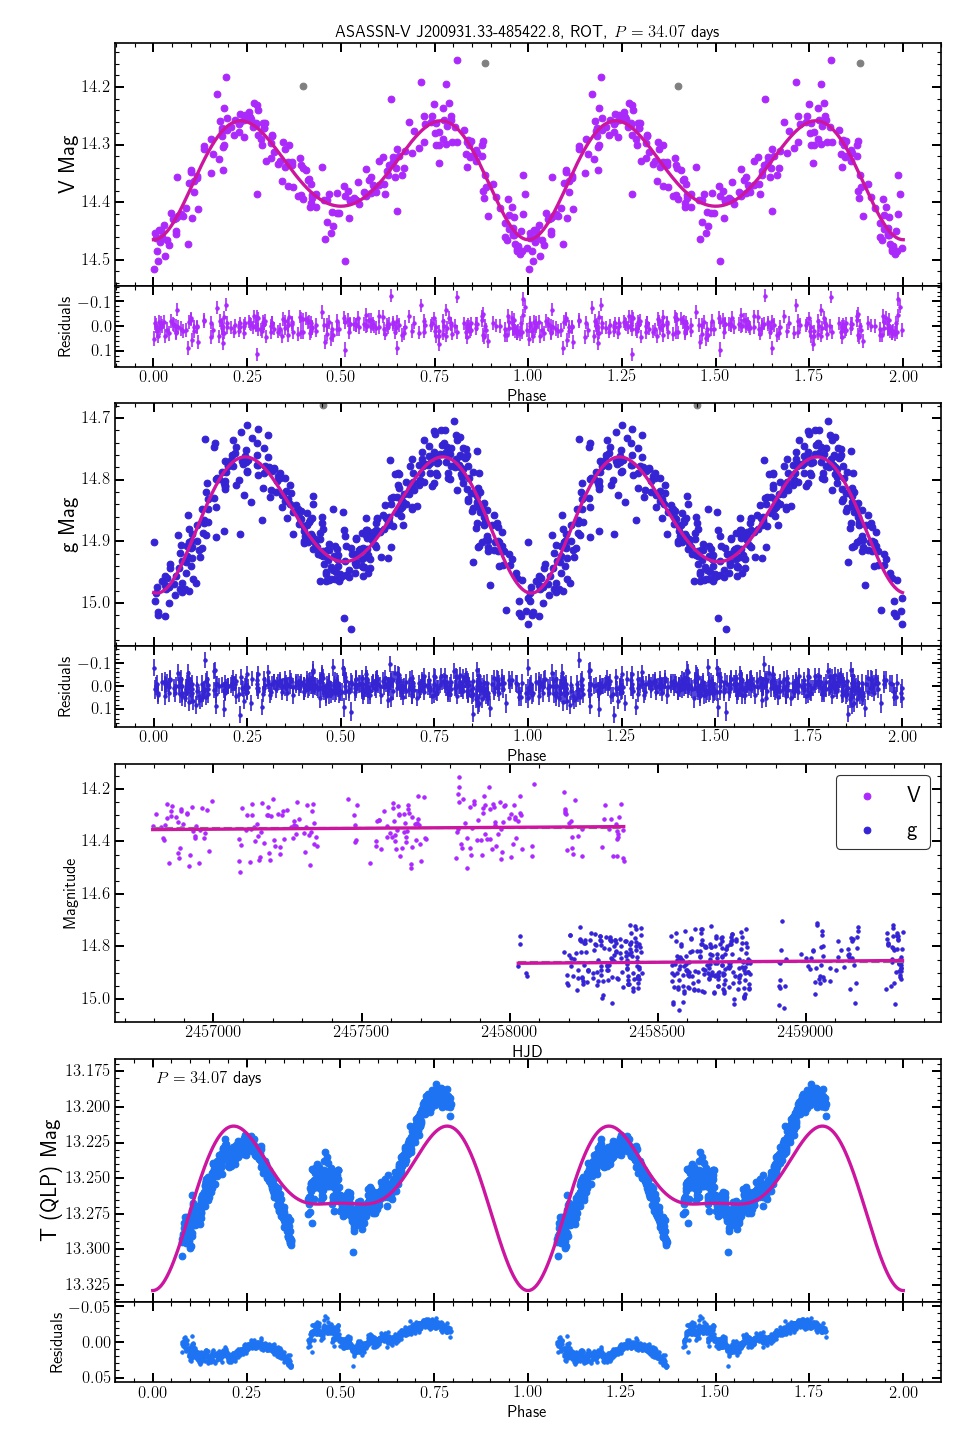 ASASSN-V J200931.33-485422.8, ROT, P = 34.07 days
V Mag
14.2
14.3
14.4
14.5
Residuals
−0.1
0.0
0.1
0.00 0.25 0.50 0.75 1.00 1.25 1.50 1.75 2.00
Phase
g Mag
14.7
14.8
14.9
15.0
Residuals
−0.1
0.0
0.1
0.00 0.25 0.50 0.75 1.00 1.25 1.50 1.75 2.00
Phase
Magnitude
14.2
14.4
14.6
14.8
15.0
V
g
2457000 2457500 2458000 2458500 2459000
HJD
P = 34.07 days
T (QLP) Mag
13.175
13.200
13.225
13.250
13.275
13.300
13.325
Residuals
−0.05
0.00
0.05
0.00 0.25 0.50 0.75 1.00 1.25 1.50 1.75 2.00
Phase